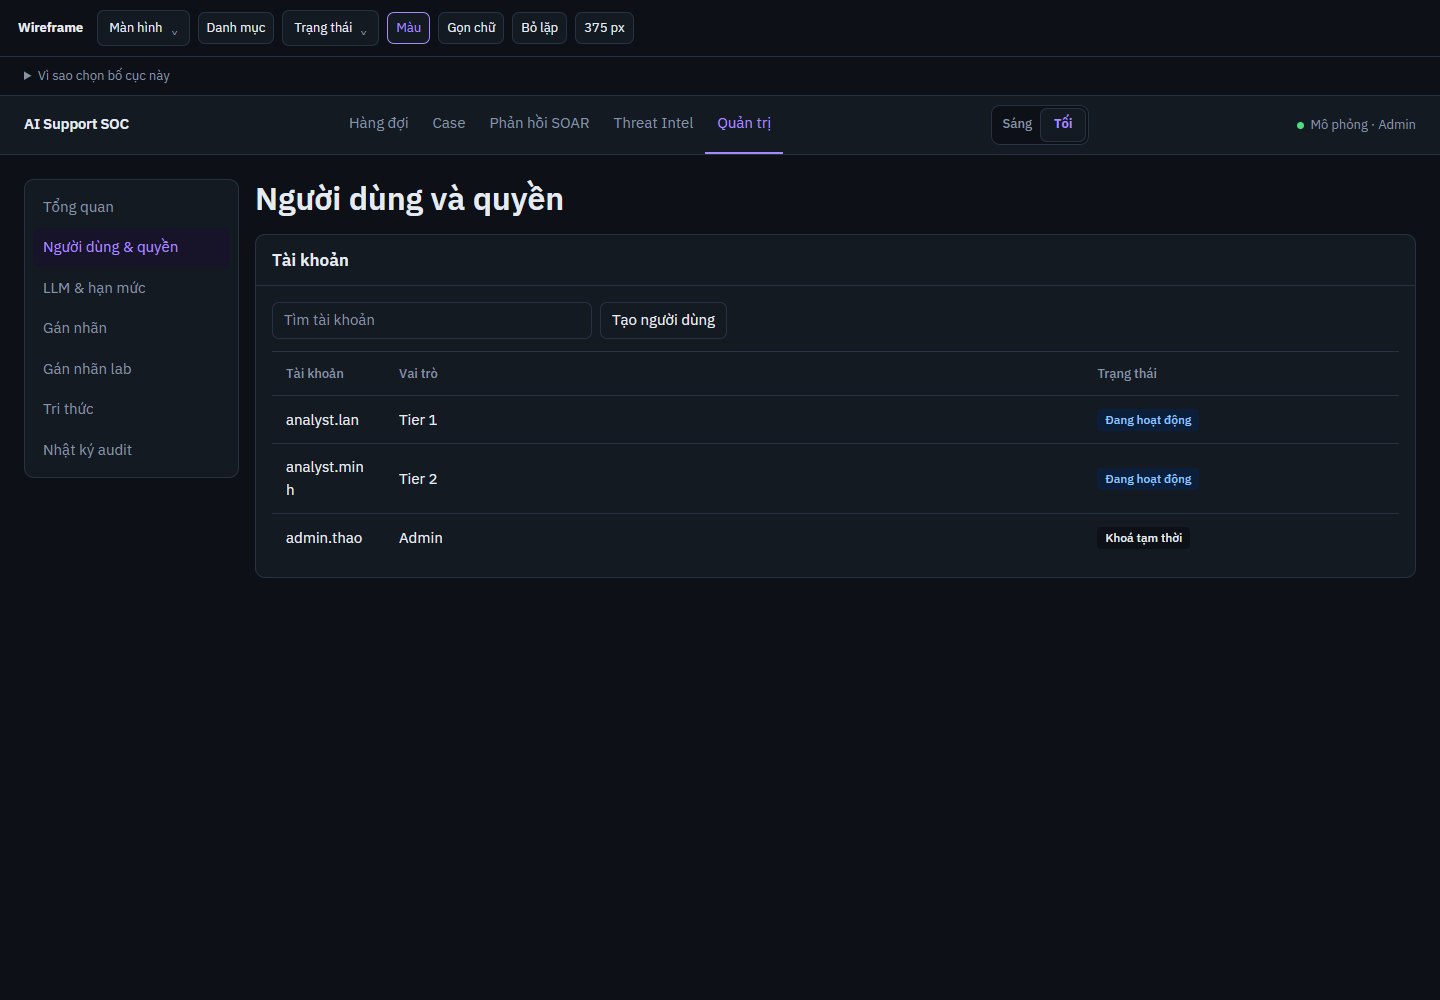 Wireframe Màn hình Danh mục Trạng thái Màu Gọn chữ Bỏ lặp 375 px
Vì sao chọn bố cục này
AI Support SOC Hàng đợi Case Phản hồi SOAR Threat Intel Quản trị Sáng Tối Mô phỏng · Admin
Tổng quan
Người dùng & quyền
LLM & hạn mức
Gán nhãn
Gán nhãn lab
Tri thức
Nhật ký audit
Người dùng và quyền
Tài khoản
Tìm tài khoản Tạo người dùng
Tài khoản Vai trò Trạng thái
analyst.lan Tier 1 Đang hoạt động
analyst.min
h Tier 2 Đang hoạt động
admin.thao Admin Khoá tạm thời